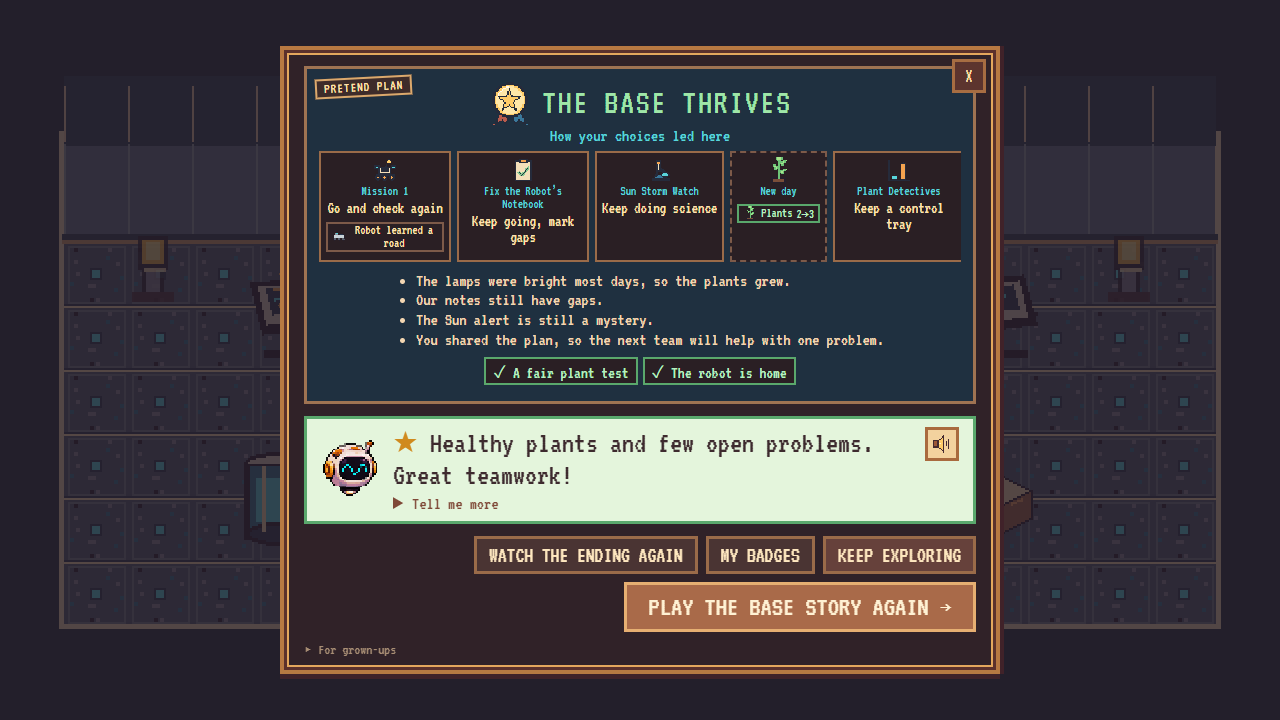 PRETEND PLAN
X
THE BASE THRIVES
How your choices led here
Mission 1
Go and check again
Robot learned a
road
Fix the Robot's
Notebook
Keep going, mark
gaps
Sun Storm Watch
Keep doing science
New day
Plants 2→3
Plant Detectives
Keep a control
tray
• The lamps were bright most days, so the plants grew.
• Our notes still have gaps.
• The Sun alert is still a mystery.
• You shared the plan, so the next team will help with one problem.
✓ A fair plant test
✓ The robot is home
★ Healthy plants and few open problems.
Great teamwork!
▶ Tell me more
WATCH THE ENDING AGAIN
MY BADGES
KEEP EXPLORING
PLAY THE BASE STORY AGAIN →
▶ For grown-ups